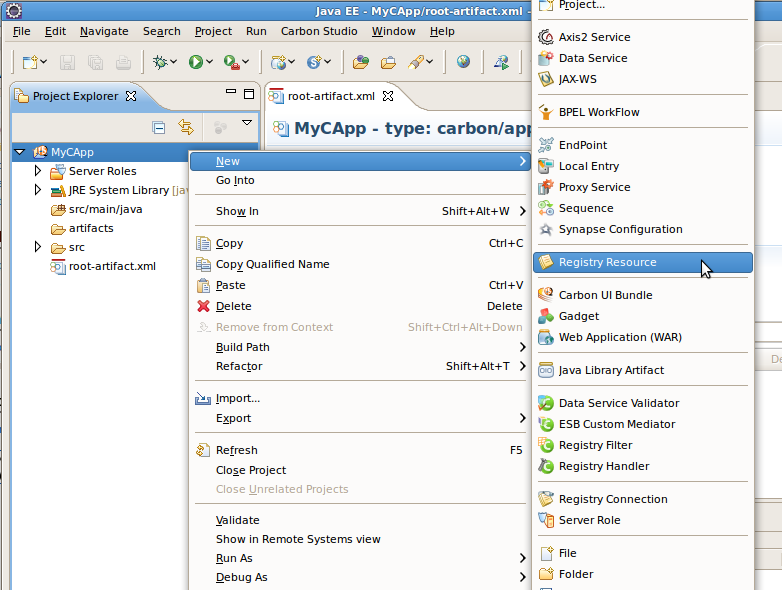 Java EE - MyCApp/root-artifact.xml -
File Edit Navigate Search Project Run Carbon Studio Window Help
Project Explorer
root-artifact.xml
MyCApp - type: carbon/app
MyCApp
Server Roles
JRE System Library [jav
src/main/java
artifacts
src
root-artifact.xml
New
Go Into
Show In Shift+Alt+W
Copy Ctrl+C
Copy Qualified Name
Paste Ctrl+V
Delete Delete
Remove from Context Shift+Ctrl+Alt+Down
Build Path
Refactor Shift+Alt+T
Import...
Export
Refresh F5
Close Project
Close Unrelated Projects
Validate
Show in Remote Systems view
Run As
Debug As
Project...
Axis2 Service
Data Service
JAX-WS
BPEL WorkFlow
EndPoint
Local Entry
Proxy Service
Sequence
Synapse Configuration
Registry Resource
Carbon UI Bundle
Gadget
Web Application (WAR)
Java Library Artifact
Data Service Validator
ESB Custom Mediator
Registry Filter
Registry Handler
Registry Connection
Server Role
File
Folder
De